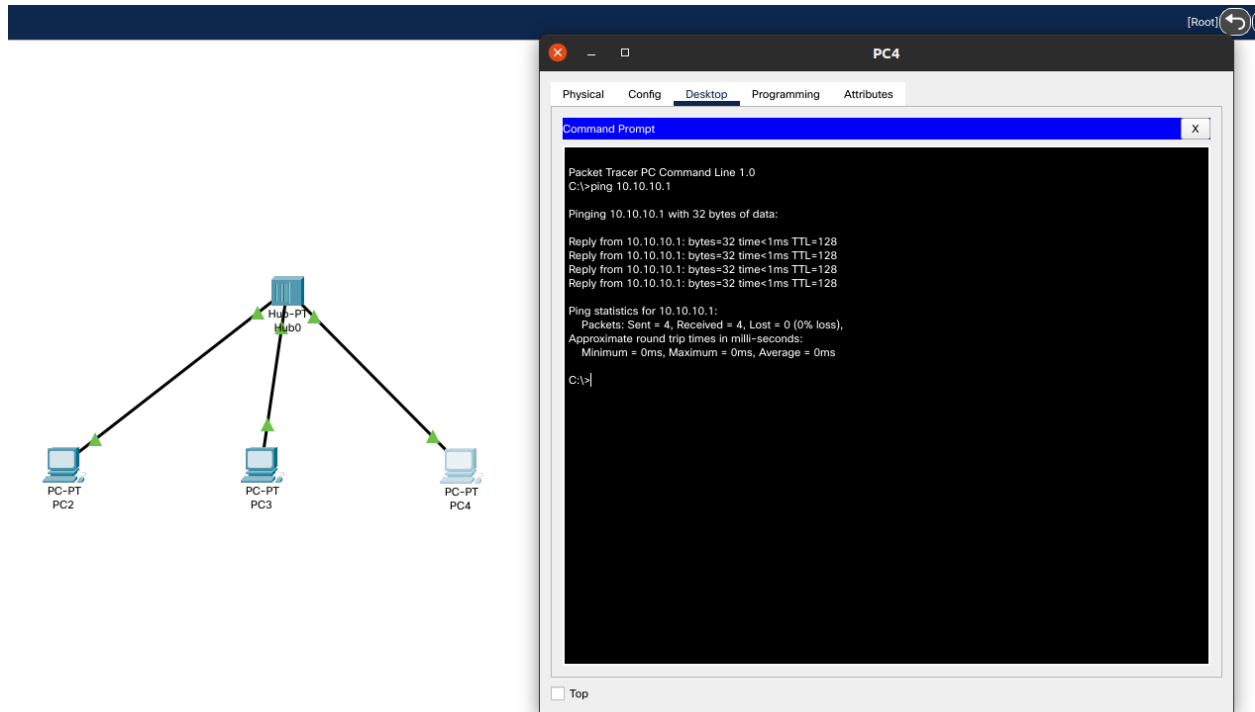 [Root]
Hub-PT
Hub0
PC-PT
PC2
PC-PT
PC3
PC-PT
PC4
PC4
Physical Config Desktop Programming Attributes
Command Prompt
X
Packet Tracer PC Command Line 1.0
C:\>ping 10.10.10.1
Pinging 10.10.10.1 with 32 bytes of data:
Reply from 10.10.10.1: bytes=32 time<1ms TTL=128
Reply from 10.10.10.1: bytes=32 time<1ms TTL=128
Reply from 10.10.10.1: bytes=32 time<1ms TTL=128
Reply from 10.10.10.1: bytes=32 time<1ms TTL=128
Ping statistics for 10.10.10.1:
Packets: Sent = 4, Received = 4, Lost = 0 (0% loss),
Approximate round trip times in milli-seconds:
Minimum = 0ms, Maximum = 0ms, Average = 0ms
C:\>
Top